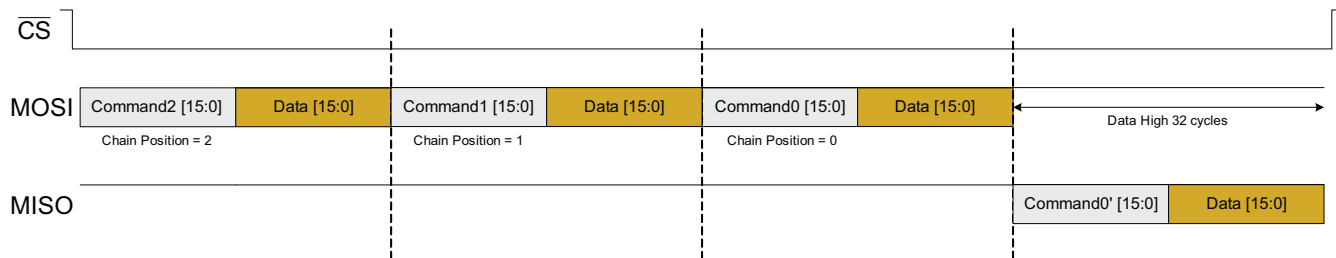 CS
MOSI
Command2 [15:0]
Data [15:0]
Command1 [15:0]
Data [15:0]
Command0 [15:0]
Data [15:0]
Data High 32 cycles
Chain Position = 2
Chain Position = 1
Chain Position = 0
MISO
Command0' [15:0]
Data [15:0]